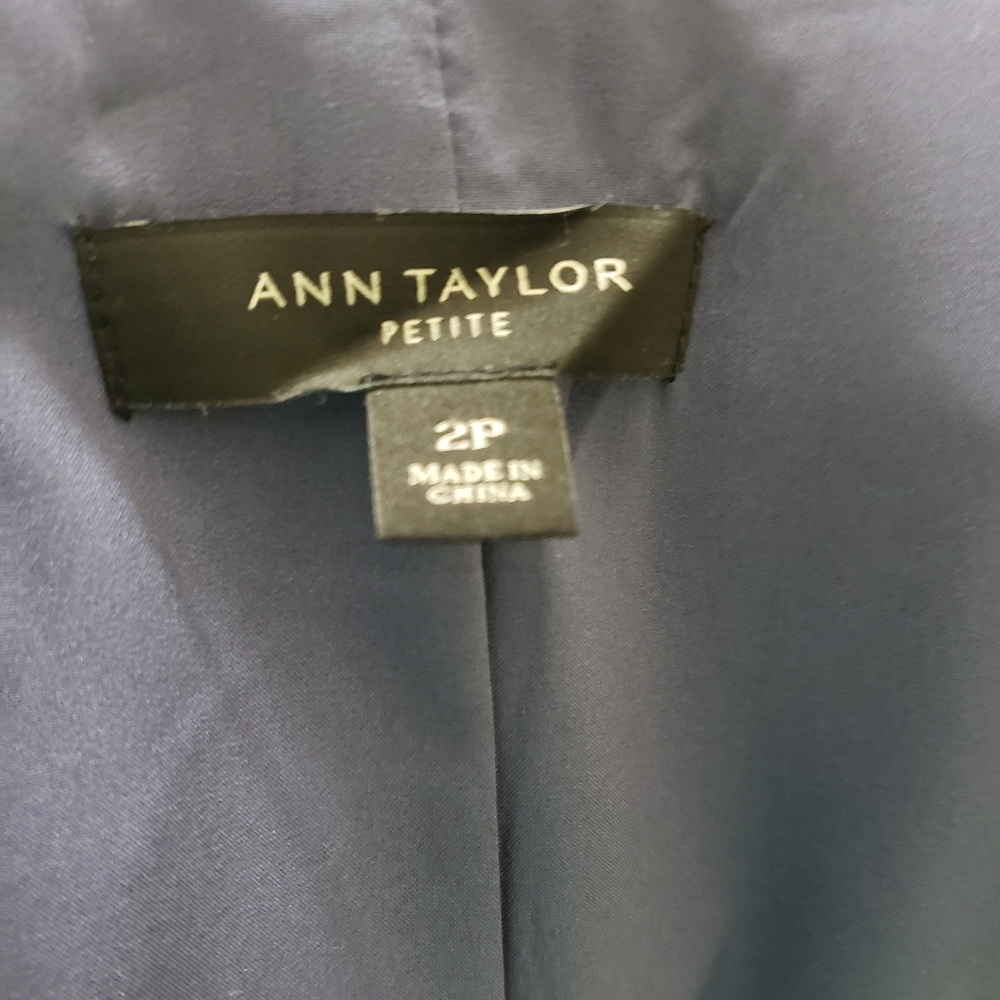 ANN TAYLOR
PETITE
2P
MADE IN
CHINA